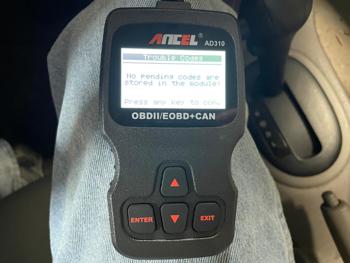 ANCEL® AD310
Trouble Codes
No pending codes are
stored in the module!
Press any key to con.
OBDII/EOBD+CAN
ENTER
EXIT